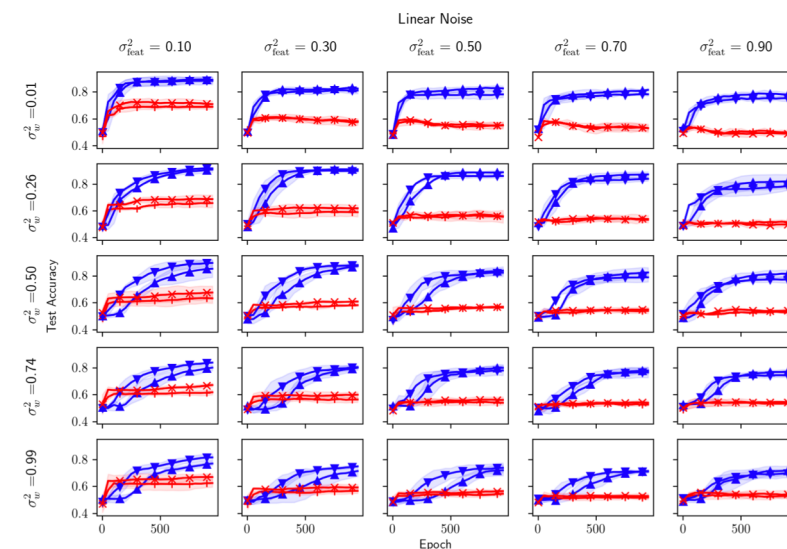 Linear Noise
σ²feat = 0.10 σ²feat = 0.30 σ²feat = 0.50 σ²feat = 0.70 σ²feat = 0.90
σ²w =0.01
0.8
0.6
0.4
σ²w =0.26
0.8
0.6
0.4
σ²w =0.50
Test Accuracy
0.8
0.6
0.4
σ²w =0.74
0.8
0.6
0.4
σ²w =0.99
0.8
0.6
0.4
0 500 0 500 0 500 0 500 0 500
Epoch